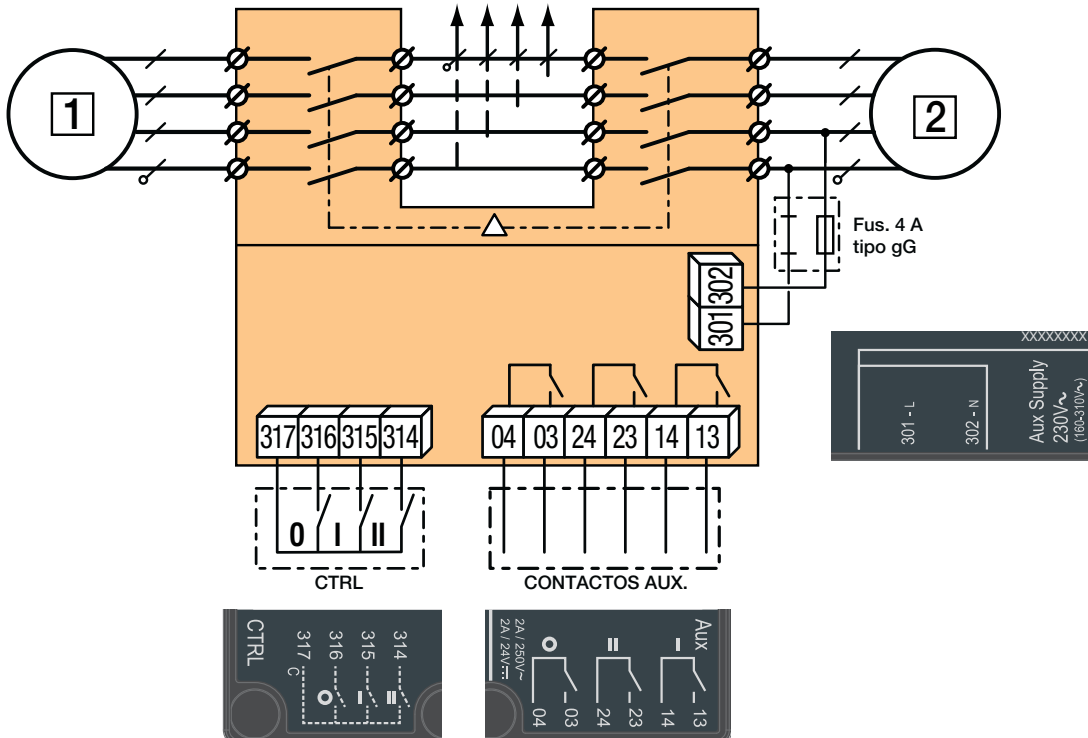 1
2
Fus. 4 A
tipo gG
302
301
XXXXXXXX
301 - L
302 - N
Aux Supply
230V~
(160-310V~)
317 316 315 314
04 03 24 23 14 13
0 I II
CTRL
CONTACTOS AUX.
CTRL
317
316
315
314
C
O
I
II
2A / 250V~
2A / 24V⎓
Aux
O
II
I
04
03
24
23
14
13